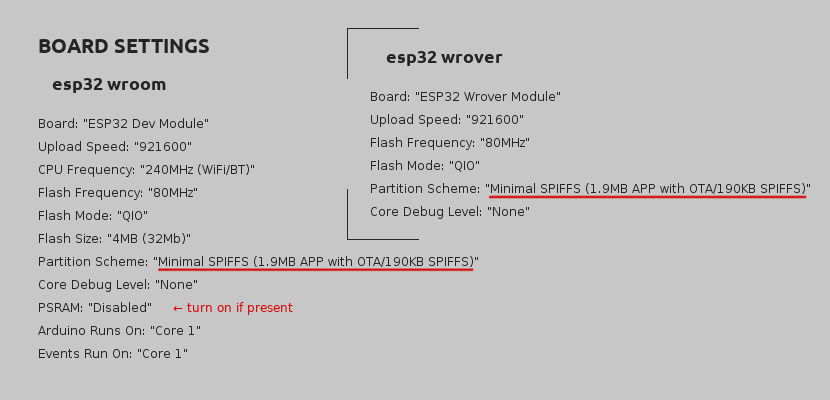 BOARD SETTINGS
esp32 wroom
Board: "ESP32 Dev Module"
Upload Speed: "921600"
CPU Frequency: "240MHz (WiFi/BT)"
Flash Frequency: "80MHz"
Flash Mode: "QIO"
Flash Size: "4MB (32Mb)"
Partition Scheme: "Minimal SPIFFS (1.9MB APP with OTA/190KB SPIFFS)"
Core Debug Level: "None"
PSRAM: "Disabled" ← turn on if present
Arduino Runs On: "Core 1"
Events Run On: "Core 1"
esp32 wrover
Board: "ESP32 Wrover Module"
Upload Speed: "921600"
Flash Frequency: "80MHz"
Flash Mode: "QIO"
Partition Scheme: "Minimal SPIFFS (1.9MB APP with OTA/190KB SPIFFS)"
Core Debug Level: "None"